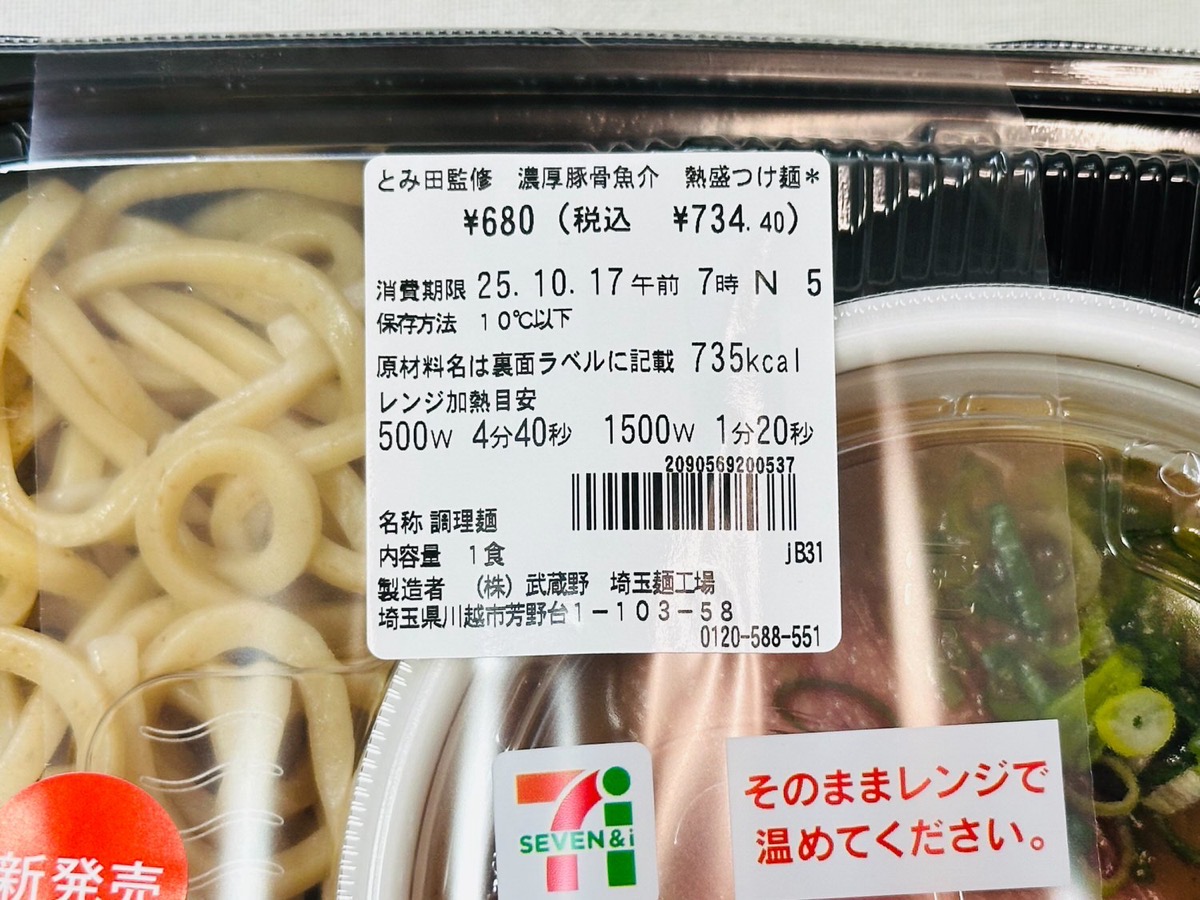 とみ田監修 濃厚豚骨魚介 熱盛つけ麺*
¥680 (税込 ¥734.40)
消費期限 25.10.17午前 7時 N 5
保存方法 10℃以下
原材料名は裏面ラベルに記載 735kcal
レンジ加熱目安
500W 4分40秒 1500W 1分20秒
2090569200537
名称 調理麺
内容量 1食 jB31
製造者 (株) 武蔵野 埼玉麺工場
埼玉県川越市芳野台1-103-58
0120-588-551
7i
SEVEN&i
そのままレンジで
温めてください。
新発売